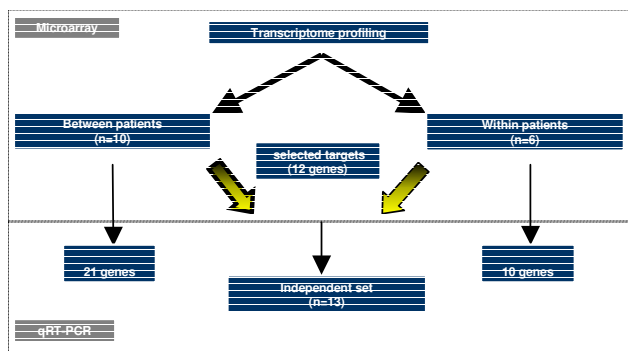 Microarray
Transcriptome profiling
Between patients
(n=10)
Within patients
(n=6)
selected targets
(12 genes)
21 genes
10 genes
Independent set
(n=13)
qRT-PCR